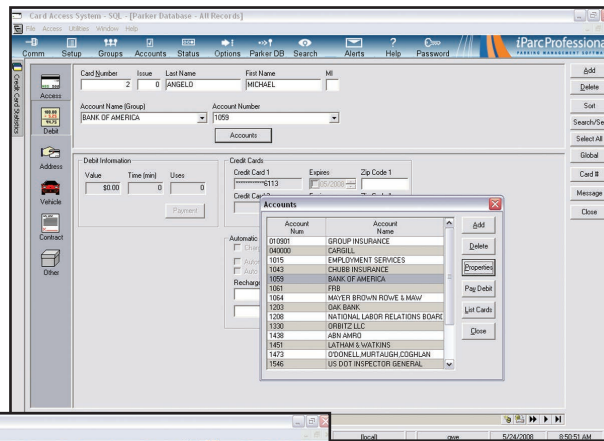 Card Access System - SQL - [Parker Database - All Records]
File Access Utilities Window Help
Comm Setup Groups Accounts Status Options Parker DB Search Alerts Help Password iParcProfessional
Credit Card Statistics
Access
Debit
Address
Vehicle
Contract
Other
Card Number Issue Last Name First Name MI
2 0 ANGELO MICHAEL
Account Name (Group) Account Number
BANK OF AMERICA 1059
Accounts
Debit Information
Value Time (min) Uses
$0.00 0 0
Payment
Credit Cards
Credit Card 1 Expires Zip Code 1
6113 05/2008
Automatic
Recharge
Accounts
Account Num Account Name
010901 GROUP INSURANCE
040000 CARGILL
1015 EMPLOYMENT SERVICES
1043 CHUBB INSURANCE
1059 BANK OF AMERICA
1061 FRB
1064 MAYER BROWN ROWE & MAW
1203 OAK BANK
1208 NATIONAL LABOR RELATIONS BOARD
1330 ORBITZ LLC
1438 ABN AMRO
1451 LATHAM & WATKINS
1473 O'DONELL,MURTAUGH,COGHLAN
1546 US DOT INSPECTOR GENERAL
Add
Delete
Properties
Pay Debit
List Cards
Close
Add
Delete
Sort
Search/Se
Select All
Global
Card #
Message
Close
5/24/2008 8:50:51 AM